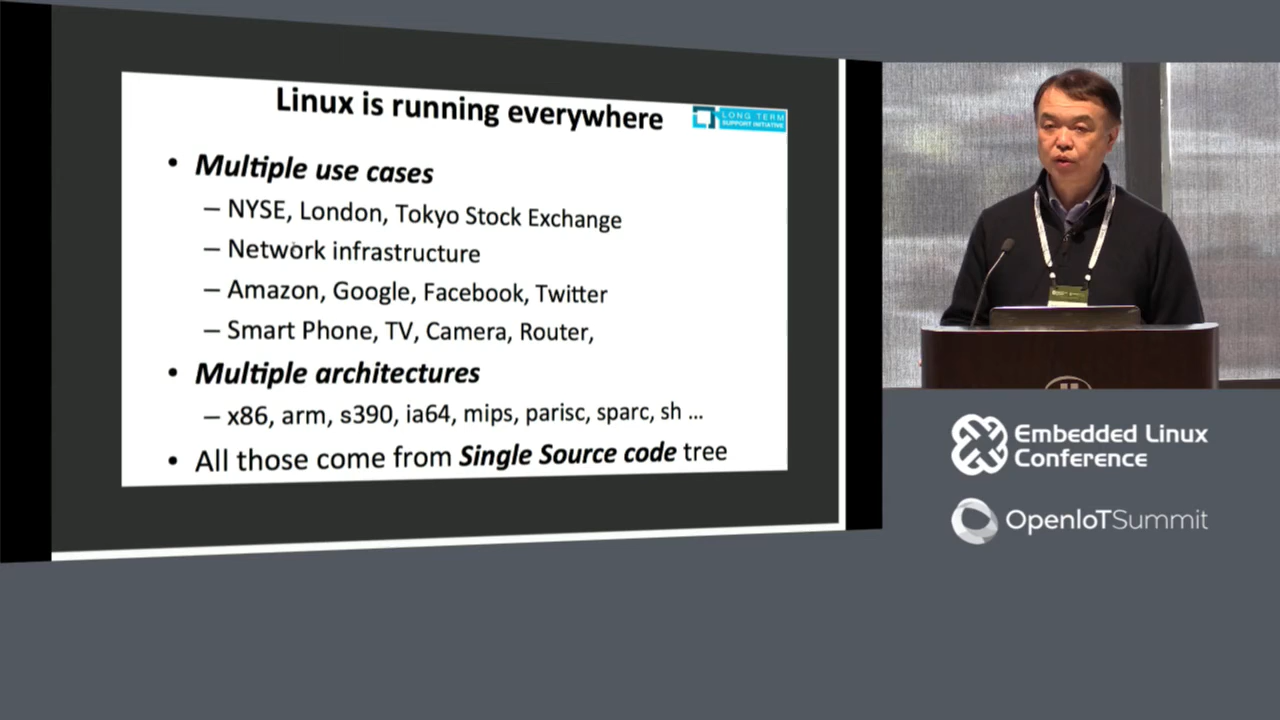 Linux is running everywhere
LONG TERM
SUPPORT INITIATIVE
• Multiple use cases
– NYSE, London, Tokyo Stock Exchange
– Network infrastructure
– Amazon, Google, Facebook, Twitter
– Smart Phone, TV, Camera, Router,
• Multiple architectures
– x86, arm, s390, ia64, mips, parisc, sparc, sh ...
• All those come from Single Source code tree
Embedded Linux
Conference
OpenIoTSummit